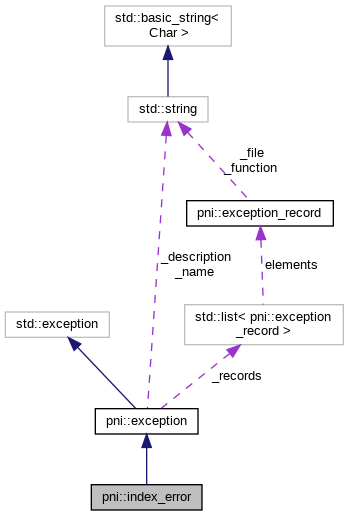 std::basic_string<
Char >
std::string
_file
_function
pni::exception_record
_description
_name
elements
std::exception
std::list< pni::exception
_record >
_records
pni::exception
pni::index_error